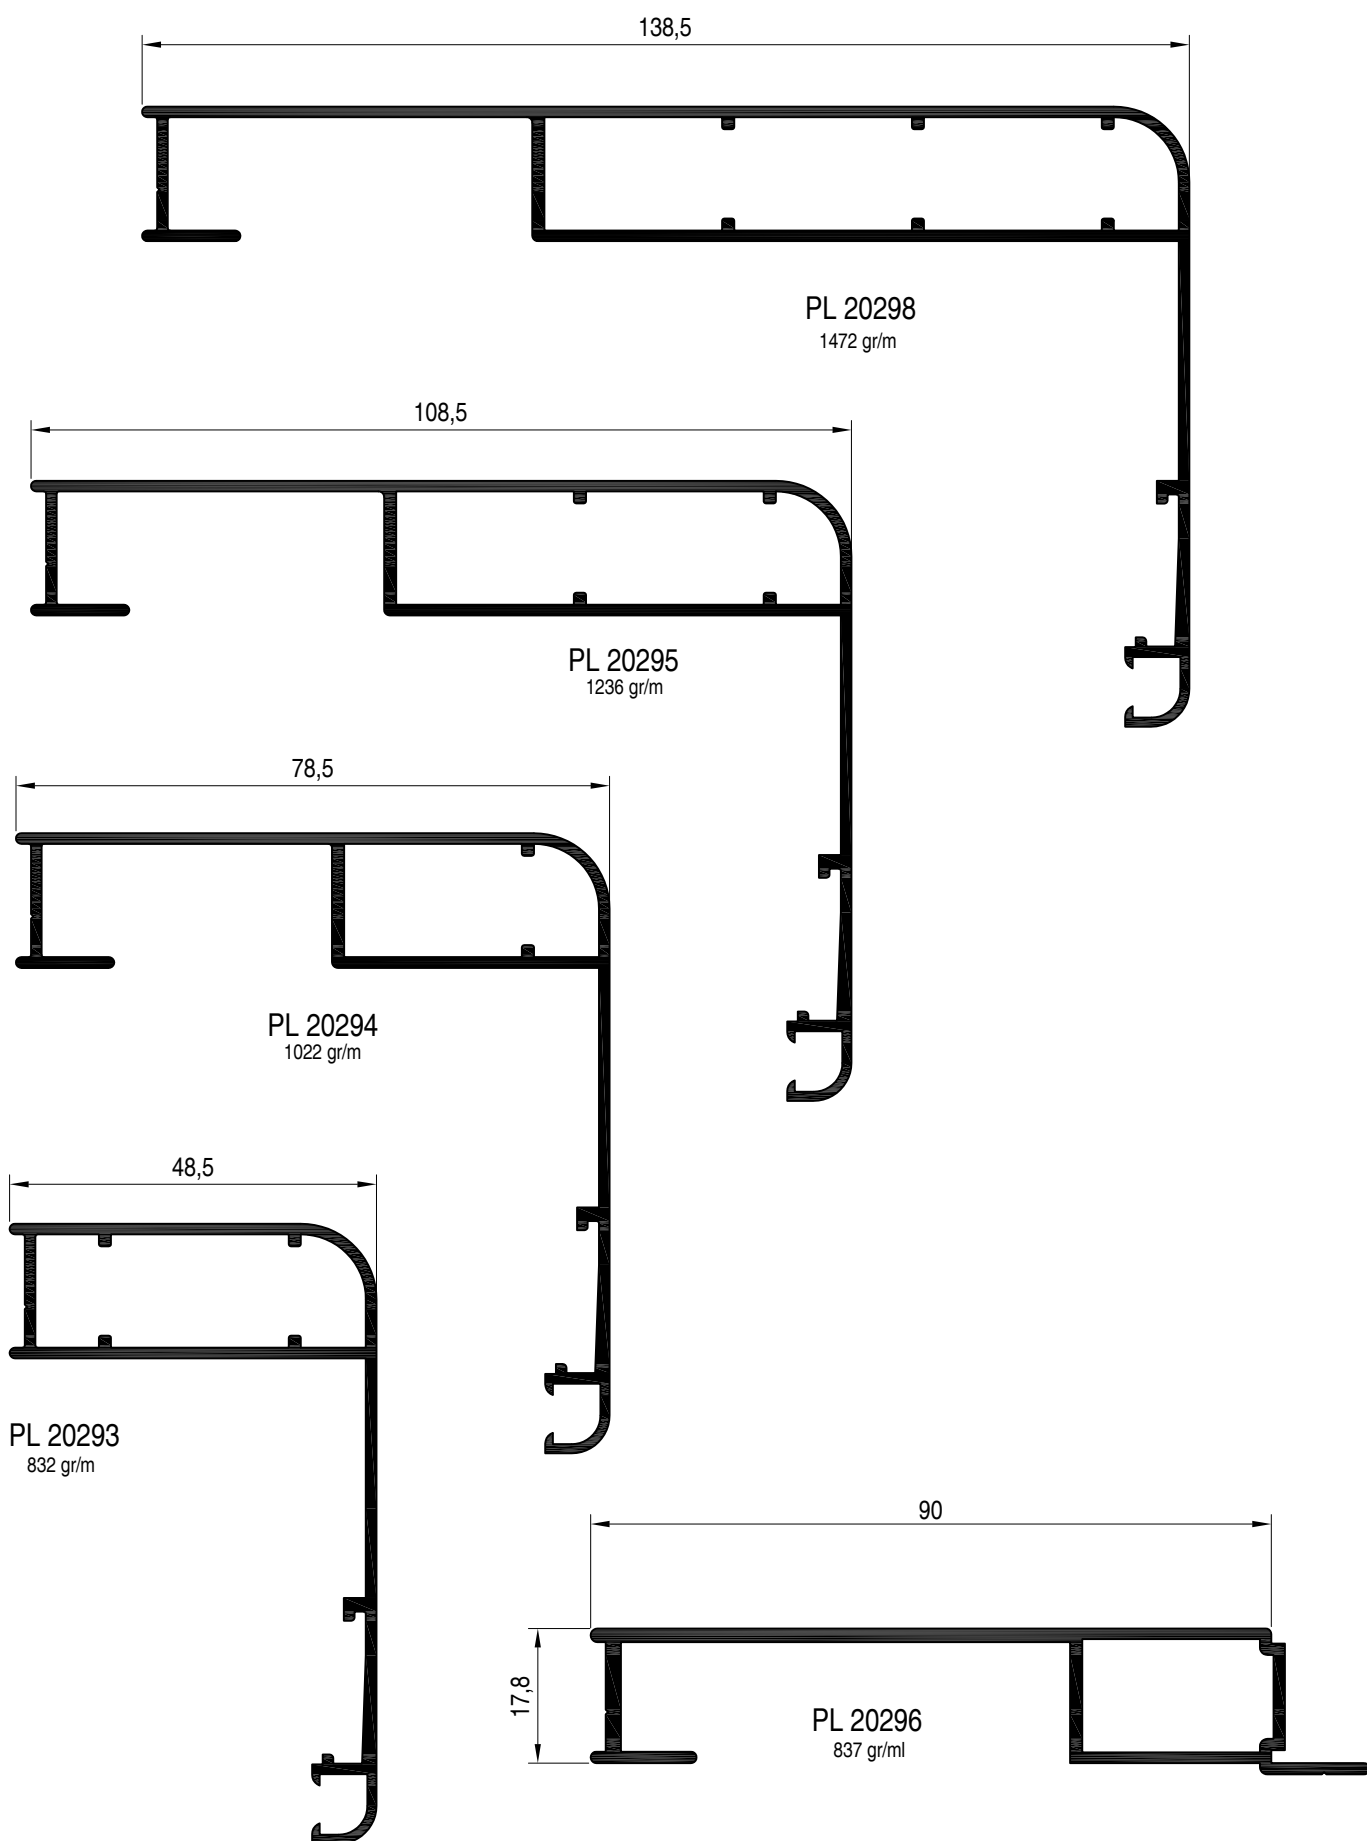 138,5
PL 20298
1472 gr/m
108,5
PL 20295
1236 gr/m
78,5
PL 20294
1022 gr/m
48,5
PL 20293
832 gr/m
90
17,8
PL 20296
837 gr/ml